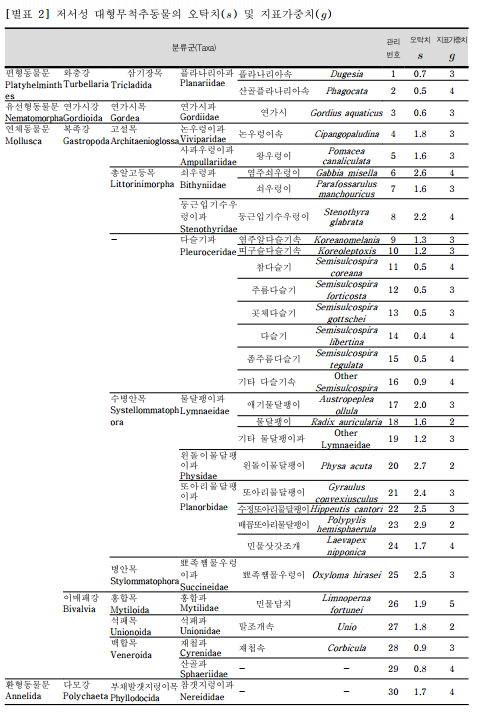 [별표 2] 저서성 대형무척추동물의 오탁치(s) 및 지표가중치(g)
분류군(Taxa) 관리번호 오탁치 s 지표가중치 g
편형동물문 Platyhelminthes 와충강 Turbellaria 삼기장목 Tricladida 플라나리아과 Planariidae 플라나리아속 Dugesia 1 0.7 3
산골플라나리아속 Phagocata 2 0.5 4
유선형동물문 Nematomorpha 연가시강 Gordioida 연가시목 Gordea 연가시과 Gordiidae 연가시 Gordius aquaticus 3 0.6 3
연체동물문 Mollusca 복족강 Gastropoda 고설목 Architaenioglossa 논우렁이과 Viviparidae 논우렁이속 Cipangopaludina 4 1.8 3
사과우렁이과 Ampullariidae 왕우렁이 Pomacea canaliculata 5 1.6 3
총알고둥목 Littorinimorpha 쇠우렁이과 Bithyniidae 염주쇠우렁이 Gabbia misella 6 2.6 4
쇠우렁이 Parafossarulus manchouricus 7 1.6 3
둥근입기수우렁이과 Stenothyridae 둥근입기수우렁이 Stenothyra glabrata 8 2.2 4
– 다슬기과 Pleuroceridae 염주알다슬기속 Koreanomelania 9 1.3 3
띠구슬다슬기속 Koreoleptoxis 10 1.2 3
참다슬기 Semisulcospira coreana 11 0.5 4
주름다슬기 Semisulcospira forticosta 12 0.5 3
곳체다슬기 Semisulcospira gottschei 13 0.5 3
다슬기 Semisulcospira libertina 14 0.4 4
좀주름다슬기 Semisulcospira tegulata 15 0.5 4
기타 다슬기속 Other Semisulcospira 16 0.9 4
수병안목 Systellommatophora 물달팽이과 Lymnaeidae 애기물달팽이 Austropeplea ollula 17 2.0 3
물달팽이 Radix auricularia 18 1.6 2
기타 물달팽이과 Other Lymnaeidae 19 1.2 3
왼돌이물달팽이과 Physidae 왼돌이물달팽이 Physa acuta 20 2.7 2
또아리물달팽이과 Planorbidae 또아리물달팽이 Gyraulus convexiusculus 21 2.4 3
수정또아리물달팽이 Hippeutis cantori 22 2.5 3
배꼽또아리물달팽이 Polypylis hemisphaerula 23 2.9 2
민물삿갓조개 Laevapex nipponica 24 1.7 4
병안목 Stylommatophora 뾰족쨈물우렁이과 Succineidae 뾰족쨈물우렁이 Oxyloma hirasei 25 2.5 3
이매패강 Bivalvia 홍합목 Mytiloida 홍합과 Mytilidae 민물담치 Limnoperna fortunei 26 1.9 5
석패목 Unionoida 석패과 Unionidae 말조개속 Unio 27 1.8 2
백합목 Veneroida 재첩과 Cyrenidae 재첩속 Corbicula 28 0.9 3
산골과 Sphaeriidae – – 29 0.8 4
환형동물문 Annelida 다모강 Polychaeta 부채발갯지렁이목 Phyllodocida 참갯지렁이과 Nereididae – – 30 1.7 4